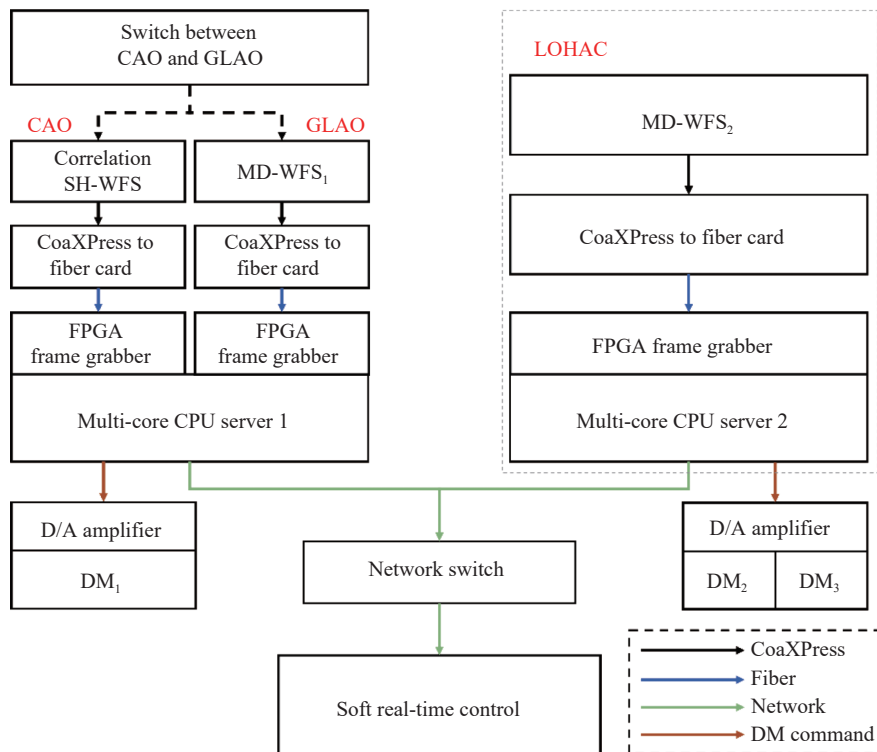 Switch between
CAO and GLAO
CAO
GLAO
Correlation
SH-WFS
MD-WFS₁
CoaXPress to
fiber card
CoaXPress to
fiber card
FPGA
frame grabber
FPGA
frame grabber
Multi-core CPU server 1
D/A amplifier
DM₁
LOHAC
MD-WFS₂
CoaXPress to fiber card
FPGA frame grabber
Multi-core CPU server 2
D/A amplifier
DM₂
DM₃
Network switch
Soft real-time control
CoaXPress
Fiber
Network
DM command